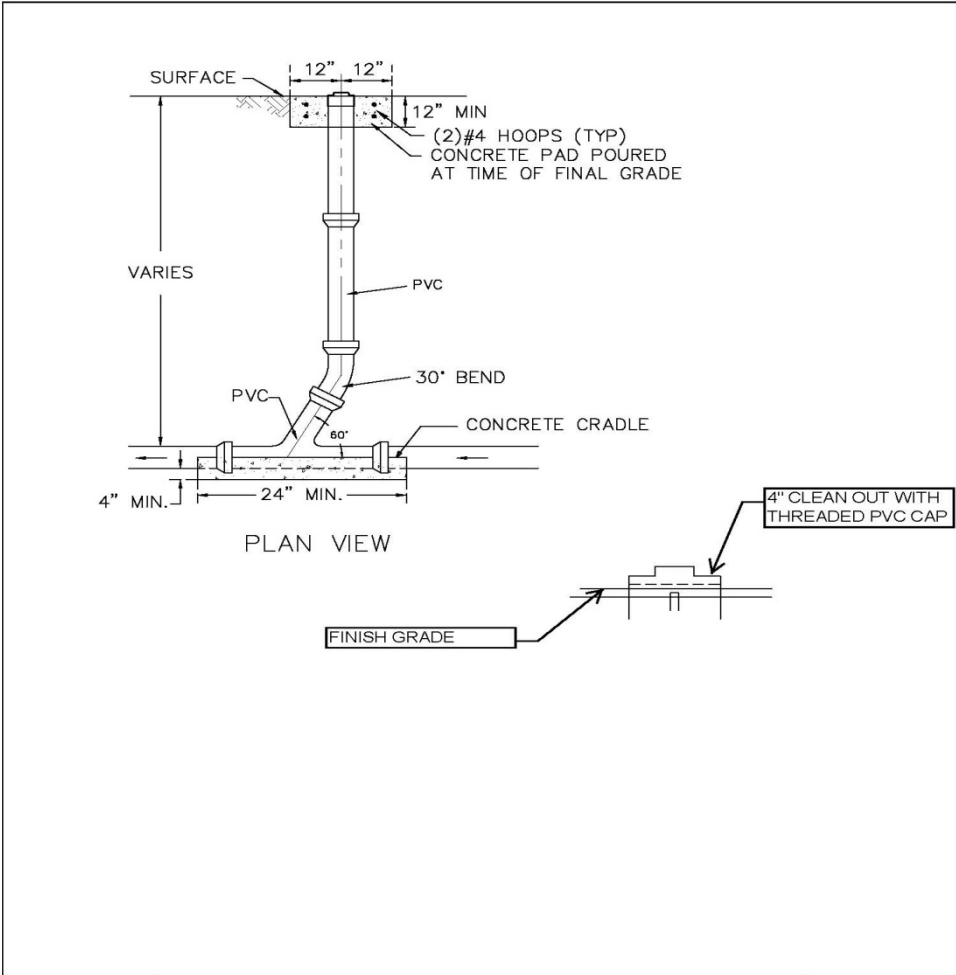 12" 12"
SURFACE
12" MIN
(2)#4 HOOPS (TYP)
CONCRETE PAD POURED
AT TIME OF FINAL GRADE
VARIES
PVC
30° BEND
PVC
CONCRETE CRADLE
60°
4" MIN.
24" MIN.
PLAN VIEW
4" CLEAN OUT WITH
THREADED PVC CAP
FINISH GRADE